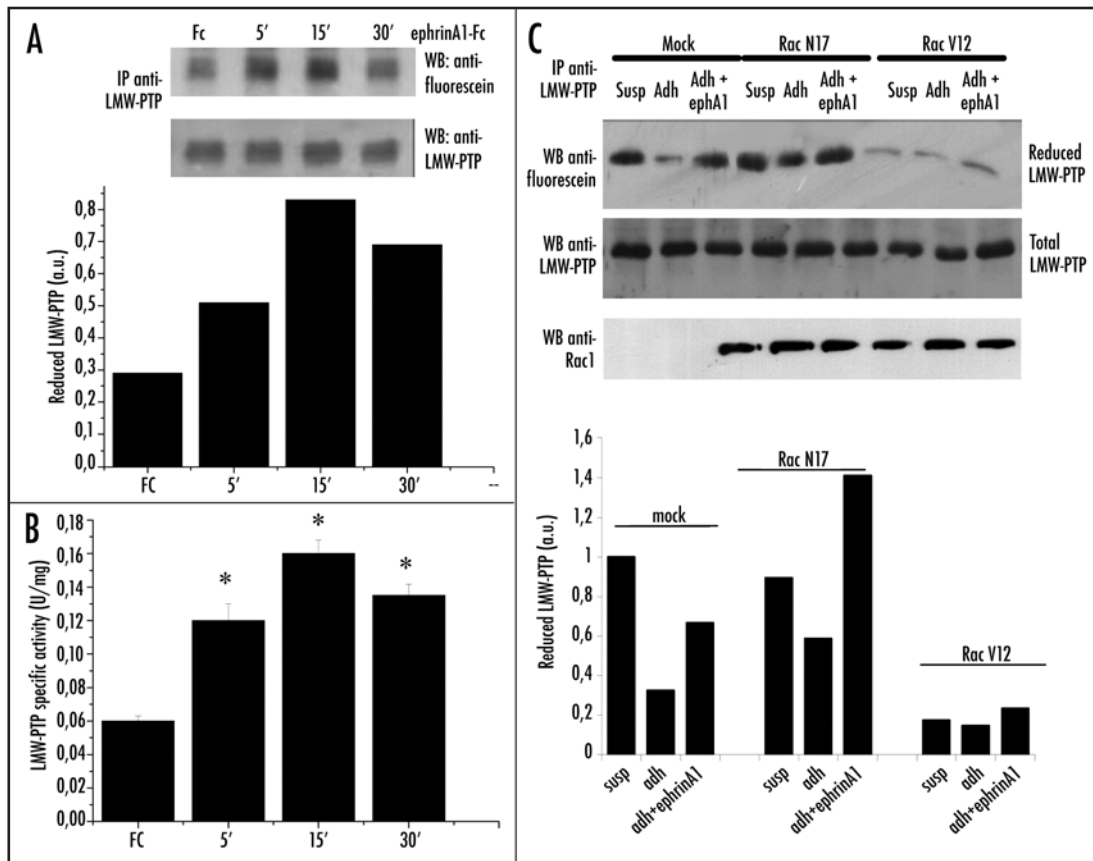 A
Fc 5′ 15′ 30′ ephrinA1-Fc
IP anti-
LMW-PTP
WB: anti-
fluorescein
WB: anti-
LMW-PTP
Reduced LMW-PTP (a.u.)
0,8
0,7
0,6
0,5
0,4
0,3
0,2
0,1
0,0
FC 5′ 15′ 30′ --
B
LMW-PTP specific activity (U/mg)
0,18
0,16
0,14
0,12
0,10
0,08
0,06
0,04
0,02
0,00
* * *
FC 5′ 15′ 30′
C
Mock Rac N17 Rac V12
IP anti-
LMW-PTP
Susp Adh Adh +
ephA1
Susp Adh Adh +
ephA1
Susp Adh Adh +
ephA1
WB anti-
fluorescein
Reduced
LMW-PTP
WB anti-
LMW-PTP
Total
LMW-PTP
WB anti-
Rac1
Reduced LMW-PTP (a.u.)
1,6
1,4
1,2
1
0,8
0,6
0,4
0,2
0
mock
Rac N17
Rac V12
susp adh adh+ephrinA1 susp adh adh+ephrinA1 susp adh adh+ephrinA1